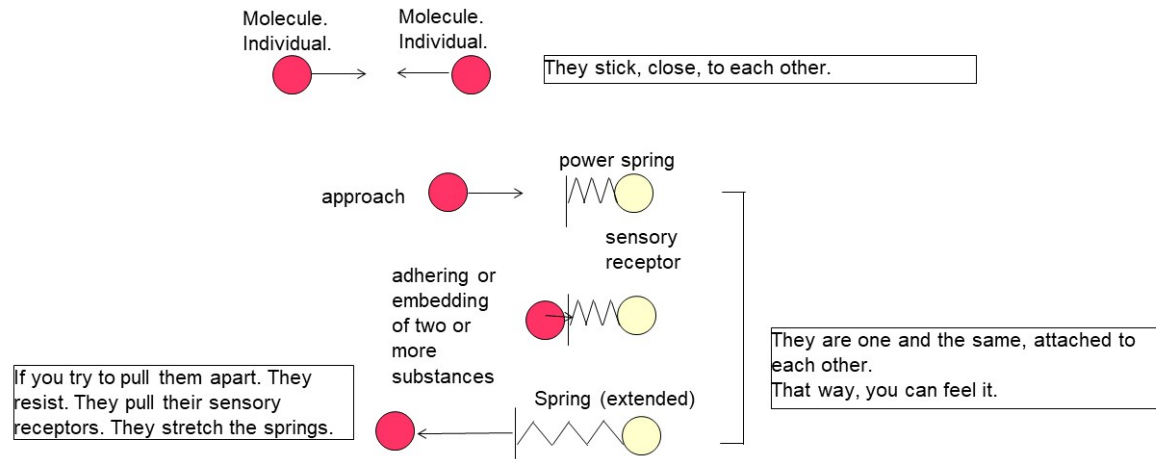 Molecule.
Individual.
Molecule.
Individual.
They stick, close, to each other.
power spring
approach
sensory
receptor
adhering or
embedding
of two or
more
substances
They are one and the same, attached to
each other.
That way, you can feel it.
If you try to pull them apart. They
resist. They pull their sensory
receptors. They stretch the springs.
Spring (extended)